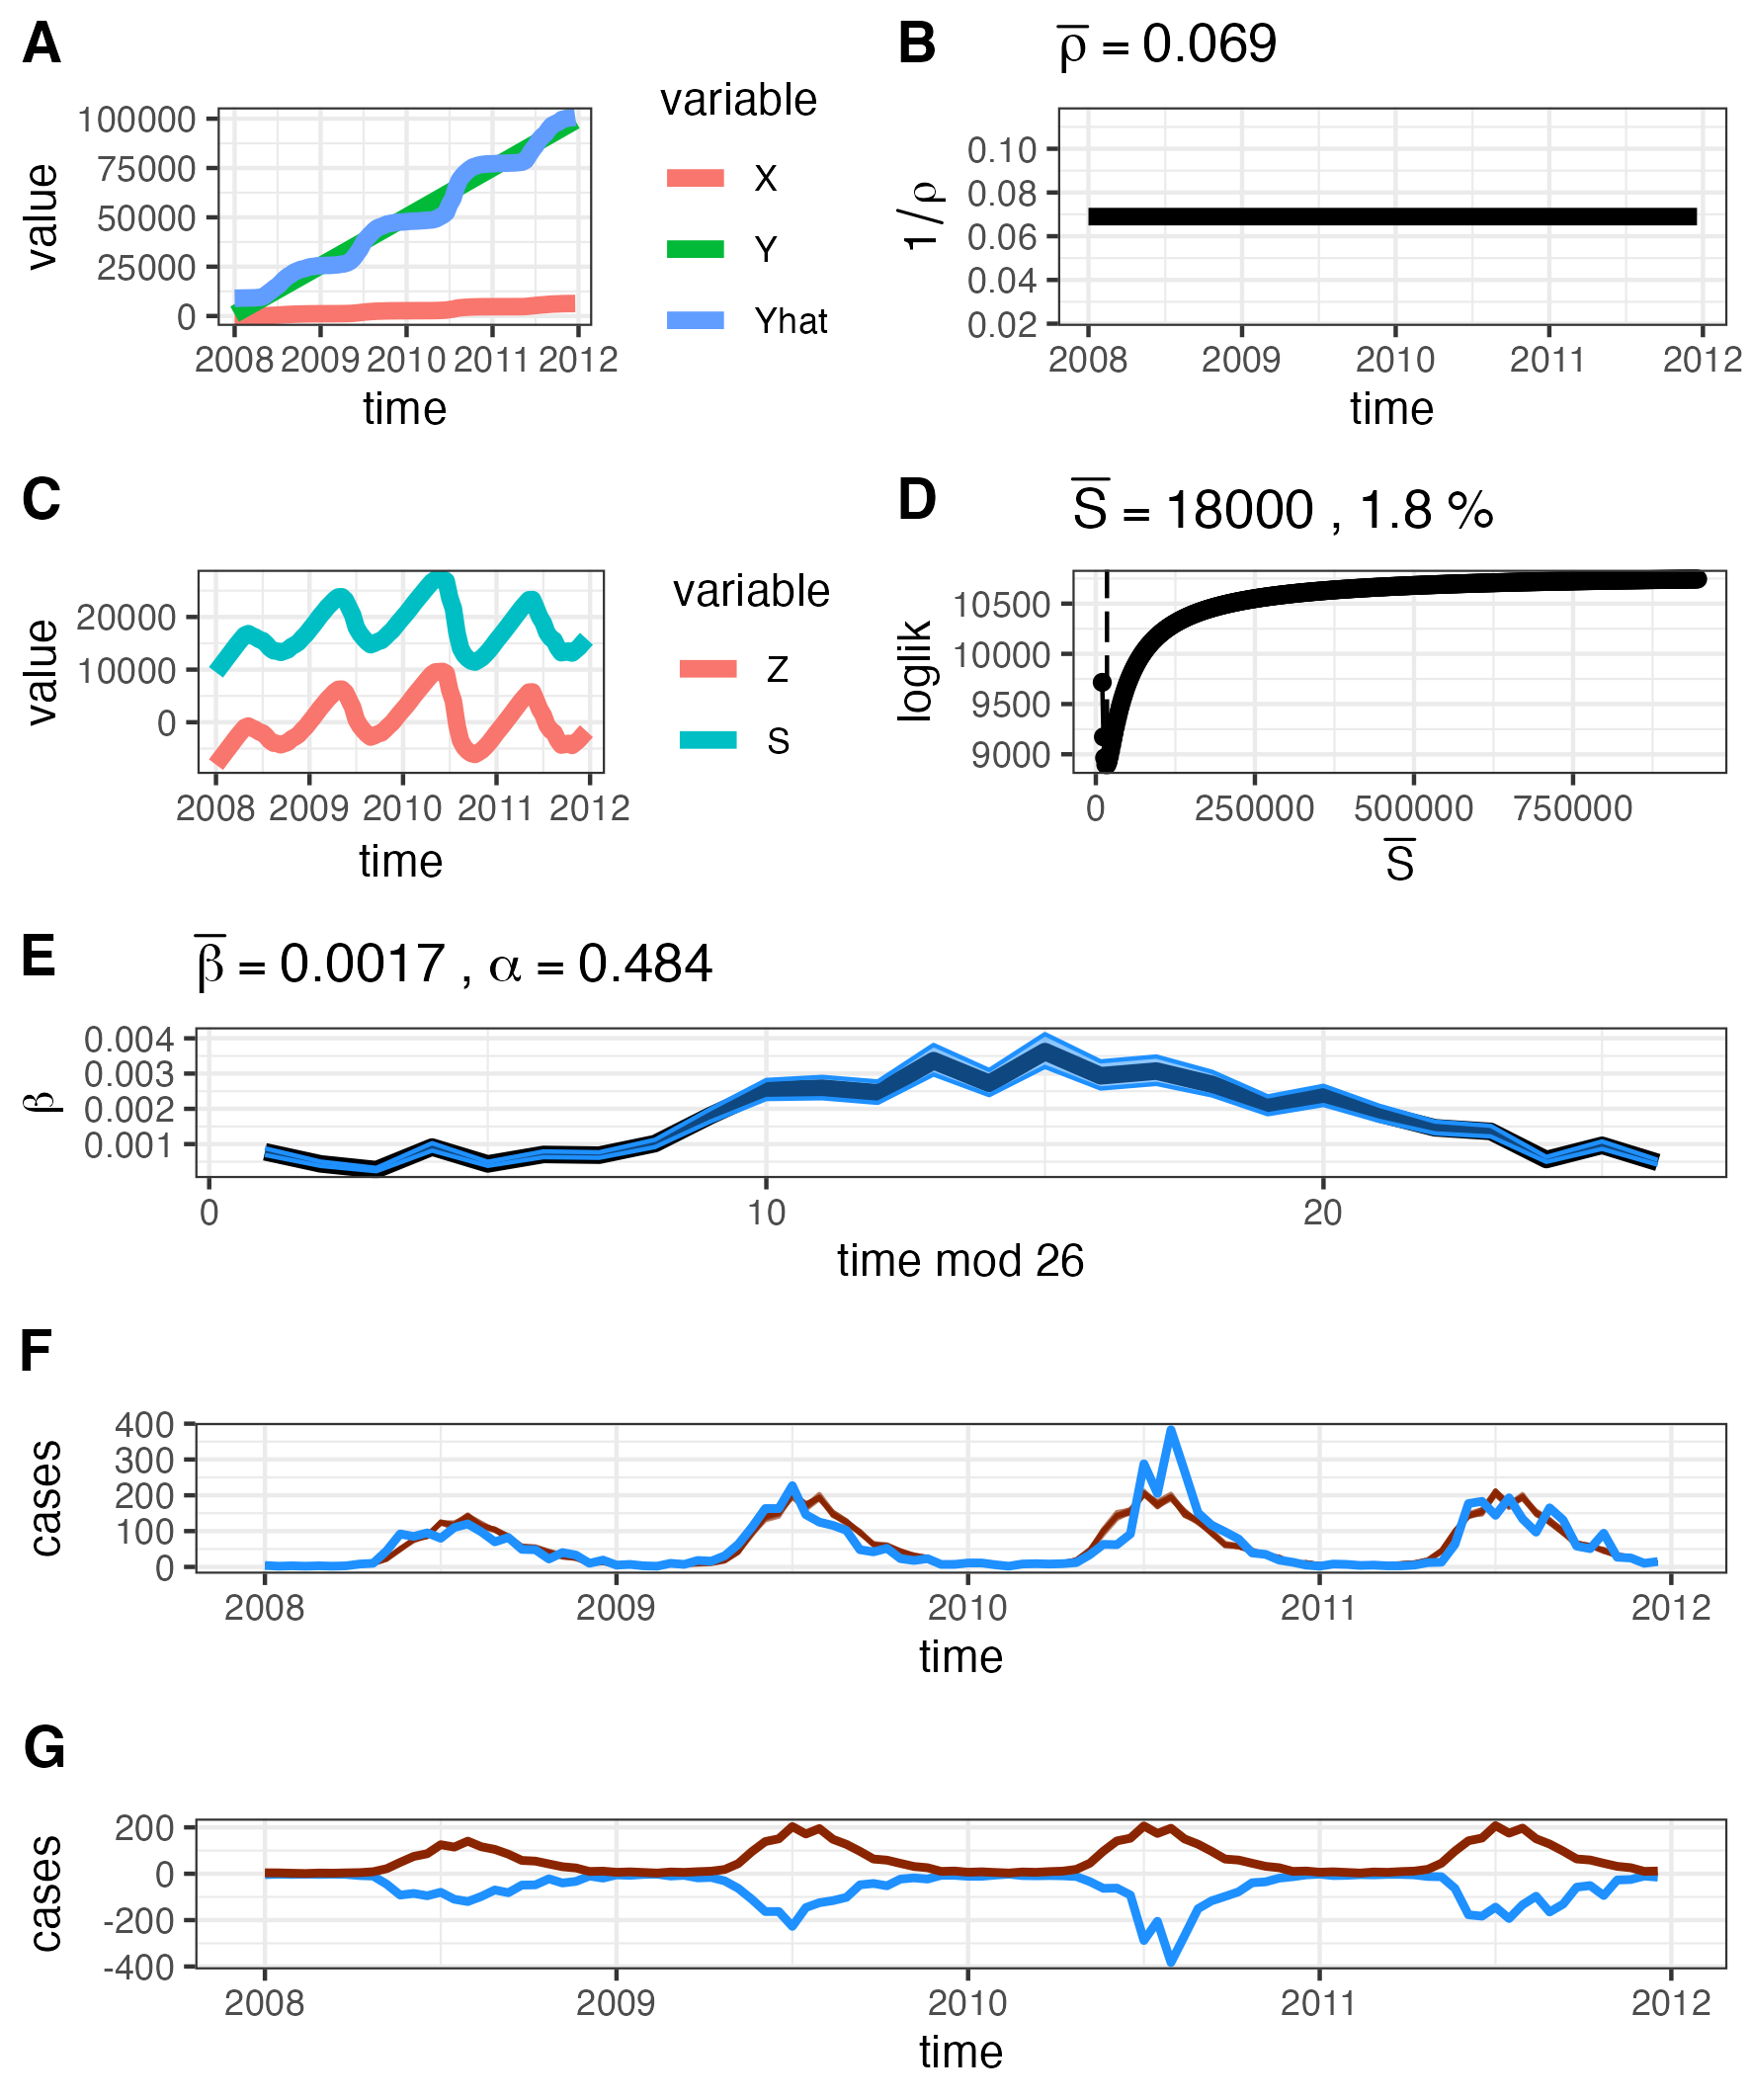 A
variable
X
Y
Yhat
value
100000
75000
50000
25000
0
2008 2009 2010 2011 2012
time
B
ρ̅ = 0.069
1/ρ
0.10
0.08
0.06
0.04
0.02
2008 2009 2010 2011 2012
time
C
variable
Z
S
value
20000
10000
0
2008 2009 2010 2011 2012
time
D
S̅ = 18000 , 1.8 %
loglik
10500
10000
9500
9000
0 250000 500000 750000
S̅
E
β̅ = 0.0017 , α = 0.484
β
0.004
0.003
0.002
0.001
0 10 20
time mod 26
F
cases
400
300
200
100
0
2008 2009 2010 2011 2012
time
G
cases
200
0
-200
-400
2008 2009 2010 2011 2012
time